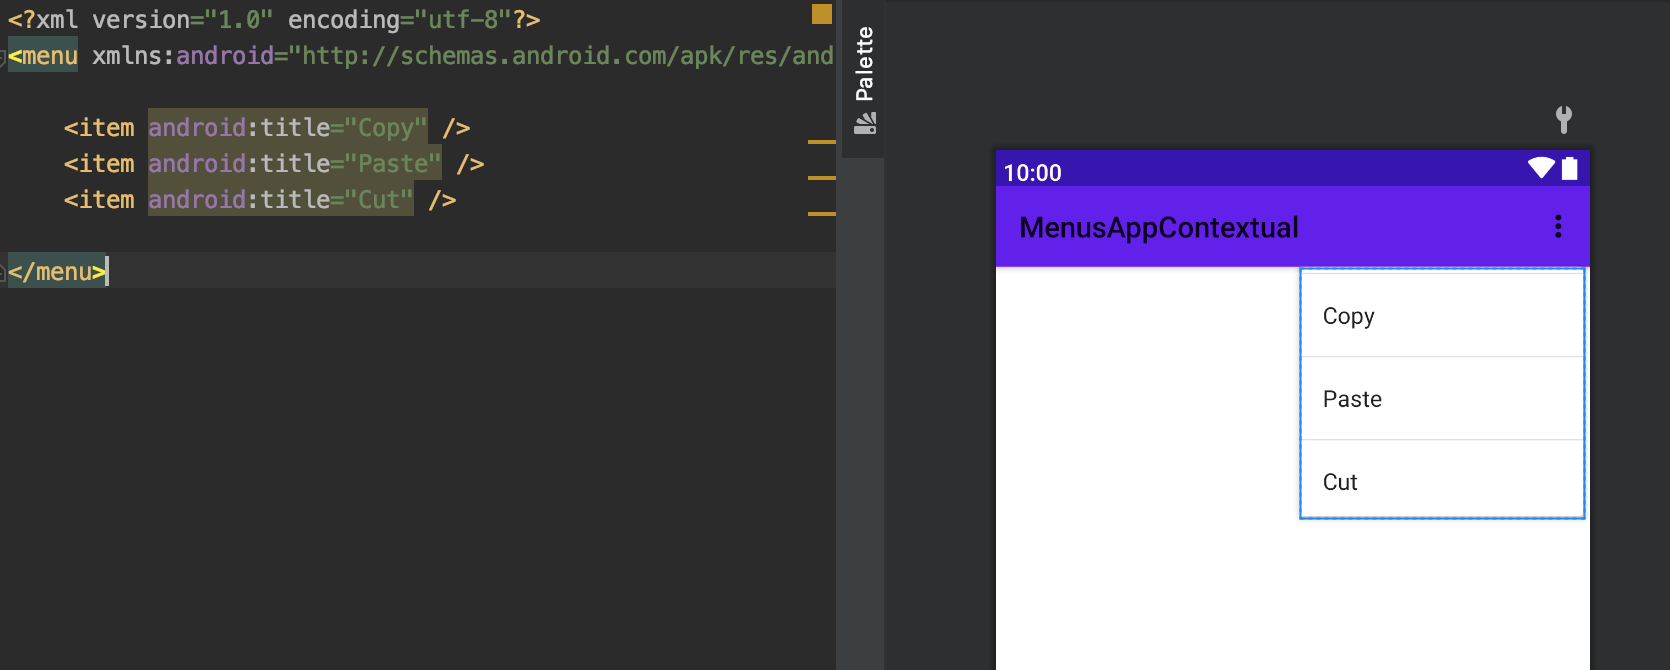 <?xml version="1.0" encoding="utf-8"?>
<menu xmlns:android="http://schemas.android.com/apk/res/and
<item android:title="Copy" />
<item android:title="Paste" />
<item android:title="Cut" />
</menu>
Palette
10:00
MenusAppContextual
Copy
Paste
Cut